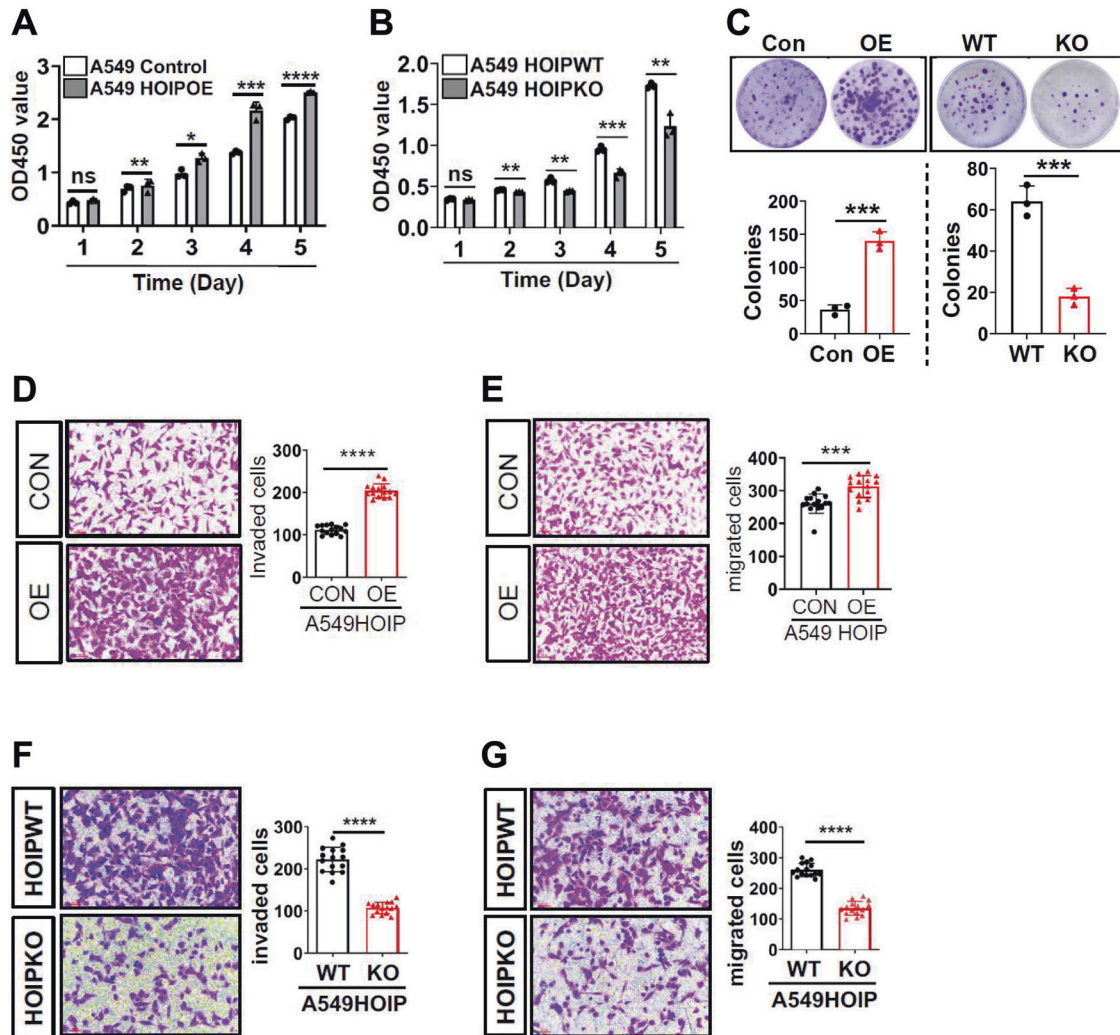 A
A549 Control
A549 HOIPOE
OD450 value
3
2
1
0
ns
**
*
***
****
1 2 3 4 5
Time (Day)
B
A549 HOIPWT
A549 HOIPKO
OD450 value
2.0
1.5
1.0
0.5
0.0
ns
**
**
***
**
1 2 3 4 5
Time (Day)
C
Con OE WT KO
Colonies
200
150
100
50
0
***
Con OE
Colonies
80
60
40
20
0
***
WT KO
D
CON
OE
Invaded cells
300
200
100
0
****
CON OE
A549HOIP
E
CON
OE
migrated cells
400
300
200
100
0
***
CON OE
A549 HOIP
F
HOIPWT
HOIPKO
invaded cells
300
200
100
0
****
WT KO
A549HOIP
G
HOIPWT
HOIPKO
migrated cells
400
300
200
100
0
****
WT KO
A549HOIP